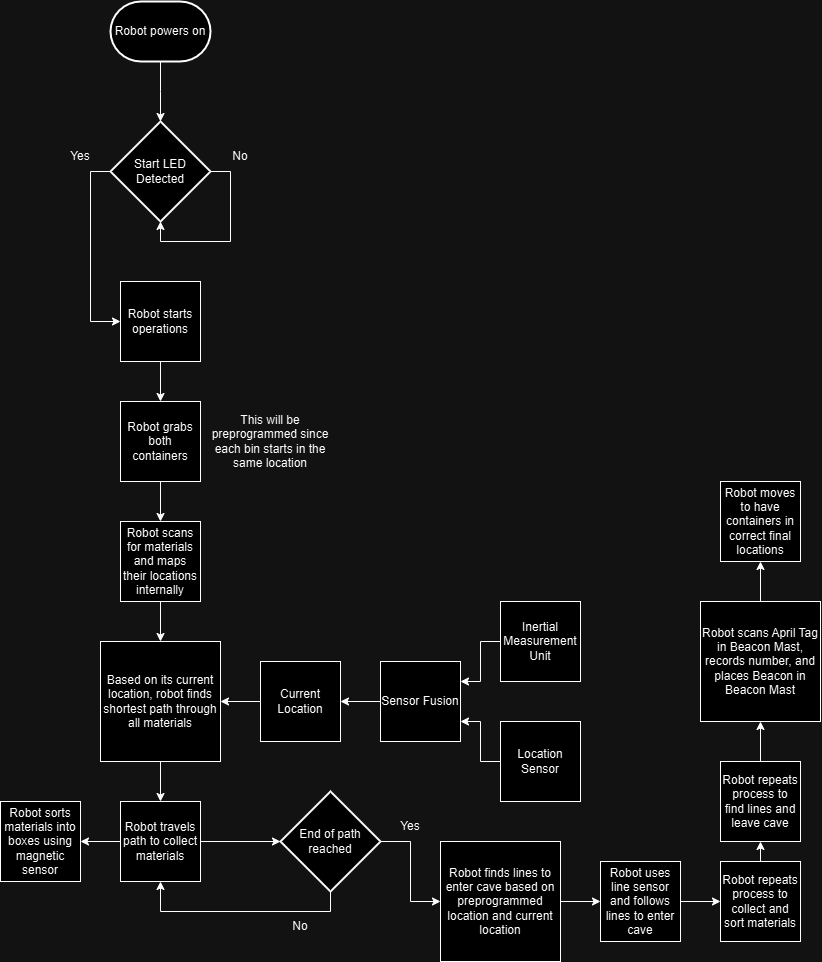 Robot powers on
Yes
No
Start LED
Detected
Robot starts
operations
Robot grabs
both
containers
This will be
preprogrammed since
each bin starts in the
same location
Robot scans
for materials
and maps
their locations
internally
Based on its current
location, robot finds
shortest path through
all materials
Current
Location
Sensor Fusion
Inertial
Measurement
Unit
Location
Sensor
Robot sorts
materials into
boxes using
magnetic
sensor
Robot travels
path to collect
materials
End of path
reached
Yes
No
Robot finds lines to
enter cave based on
preprogrammed
location and current
location
Robot uses
line sensor
and follows
lines to enter
cave
Robot repeats
process to
collect and
sort materials
Robot repeats
process to
find lines and
leave cave
Robot scans April Tag
in Beacon Mast,
records number, and
places Beacon in
Beacon Mast
Robot moves
to have
containers in
correct final
locations